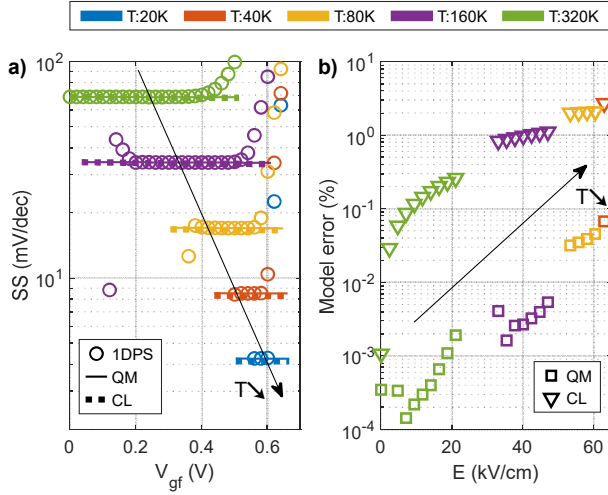 T:20K T:40K T:80K T:160K T:320K
a)
SS (mV/dec)
10²
10¹
1DPS
QM
CL
T
0 0.2 0.4 0.6
V_gf (V)
b)
Model error (%)
10¹
10⁰
10⁻¹
10⁻²
10⁻³
10⁻⁴
T
QM
CL
0 20 40 60
E (kV/cm)